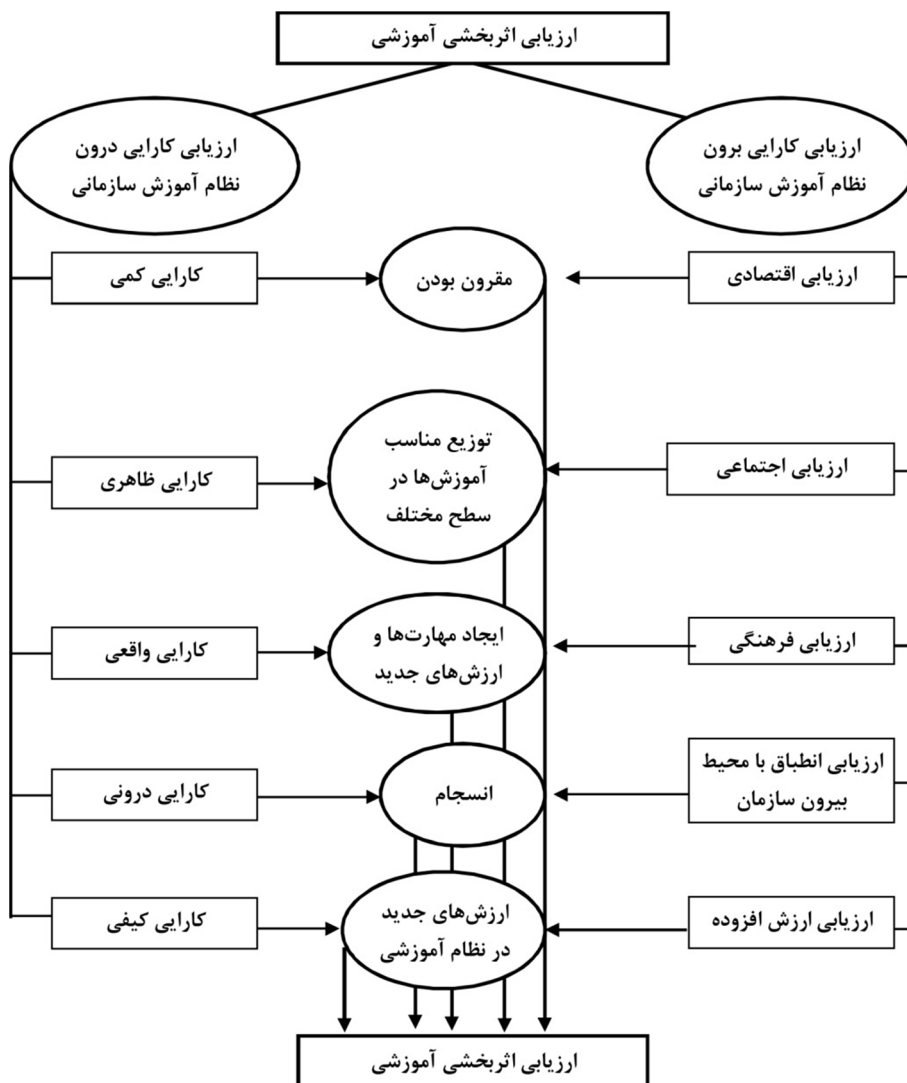 ارزیابی اثربخشی آموزشی
ارزیابی کارایی برون
نظام آموزش سازمانی
ارزیابی کارایی درون
نظام آموزش سازمانی
ارزیابی اقتصادی
مقرون بودن
کارایی کمی
ارزیابی اجتماعی
توزیع مناسب
آموزش‌ها در
سطح مختلف
کارایی ظاهری
ارزیابی فرهنگی
ایجاد مهارت‌ها و
ارزش‌های جدید
کارایی واقعی
ارزیابی انطباق با محیط
بیرون سازمان
انسجام
کارایی درونی
ارزیابی ارزش افزوده
ارزش‌های جدید
در نظام آموزشی
کارایی کیفی
ارزیابی اثربخشی آموزشی